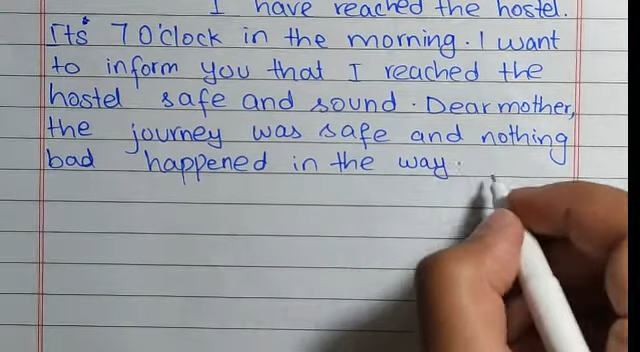 I have reached the hostel.
Its 7 O'clock in the morning. I want
to inform you that I reached the
hostel safe and sound. Dear mother,
the journey was safe and nothing
bad happened in the way.